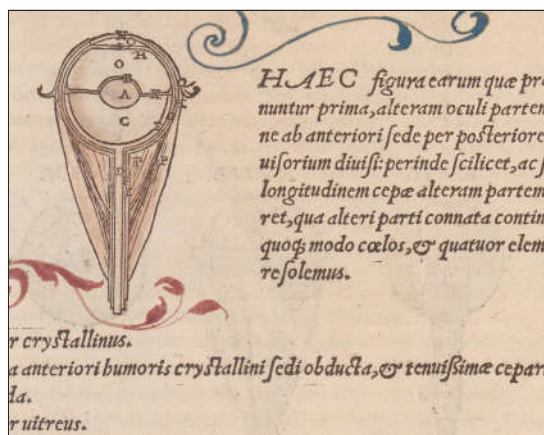 HAEC figura earum quæ pro
nuntur prima, alteram oculi partem
ne ab anteriori sede per posteriore
uisorium diuisi: perinde scilicet, ac
longitudinem cepæ alteram partem
ret, qua alteri parti connata contin
quoq; modo cœlos, & quatuor elem
re solemus.
r crystallinus.
a anteriori humoris crystallini sedi obducta, & tenuissimæ cepar
da.
r uitreus.